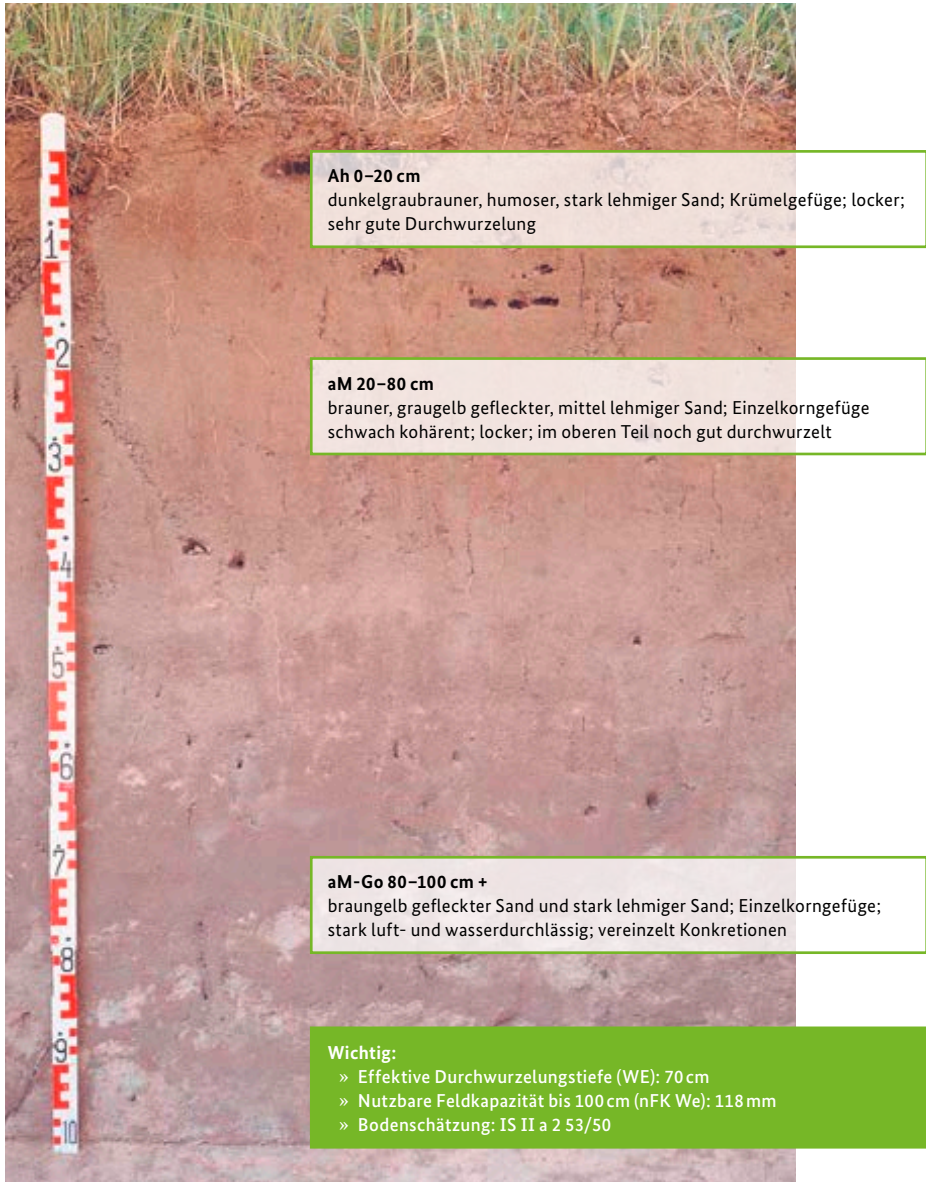 Ah 0–20 cm
dunkelgraubrauner, humoser, stark lehmiger Sand; Krümelgefüge; locker;
sehr gute Durchwurzelung
1
2
aM 20–80 cm
brauner, graugelb gefleckter, mittel lehmiger Sand; Einzelkorngefüge
schwach kohärent; locker; im oberen Teil noch gut durchwurzelt
3
4
5
6
7
aM-Go 80–100 cm +
braungelb gefleckter Sand und stark lehmiger Sand; Einzelkorngefüge;
stark luft- und wasserdurchlässig; vereinzelt Konkretionen
8
9
10
Wichtig:
» Effektive Durchwurzelungstiefe (WE): 70 cm
» Nutzbare Feldkapazität bis 100 cm (nFK We): 118 mm
» Bodenschätzung: IS II a 2 53/50